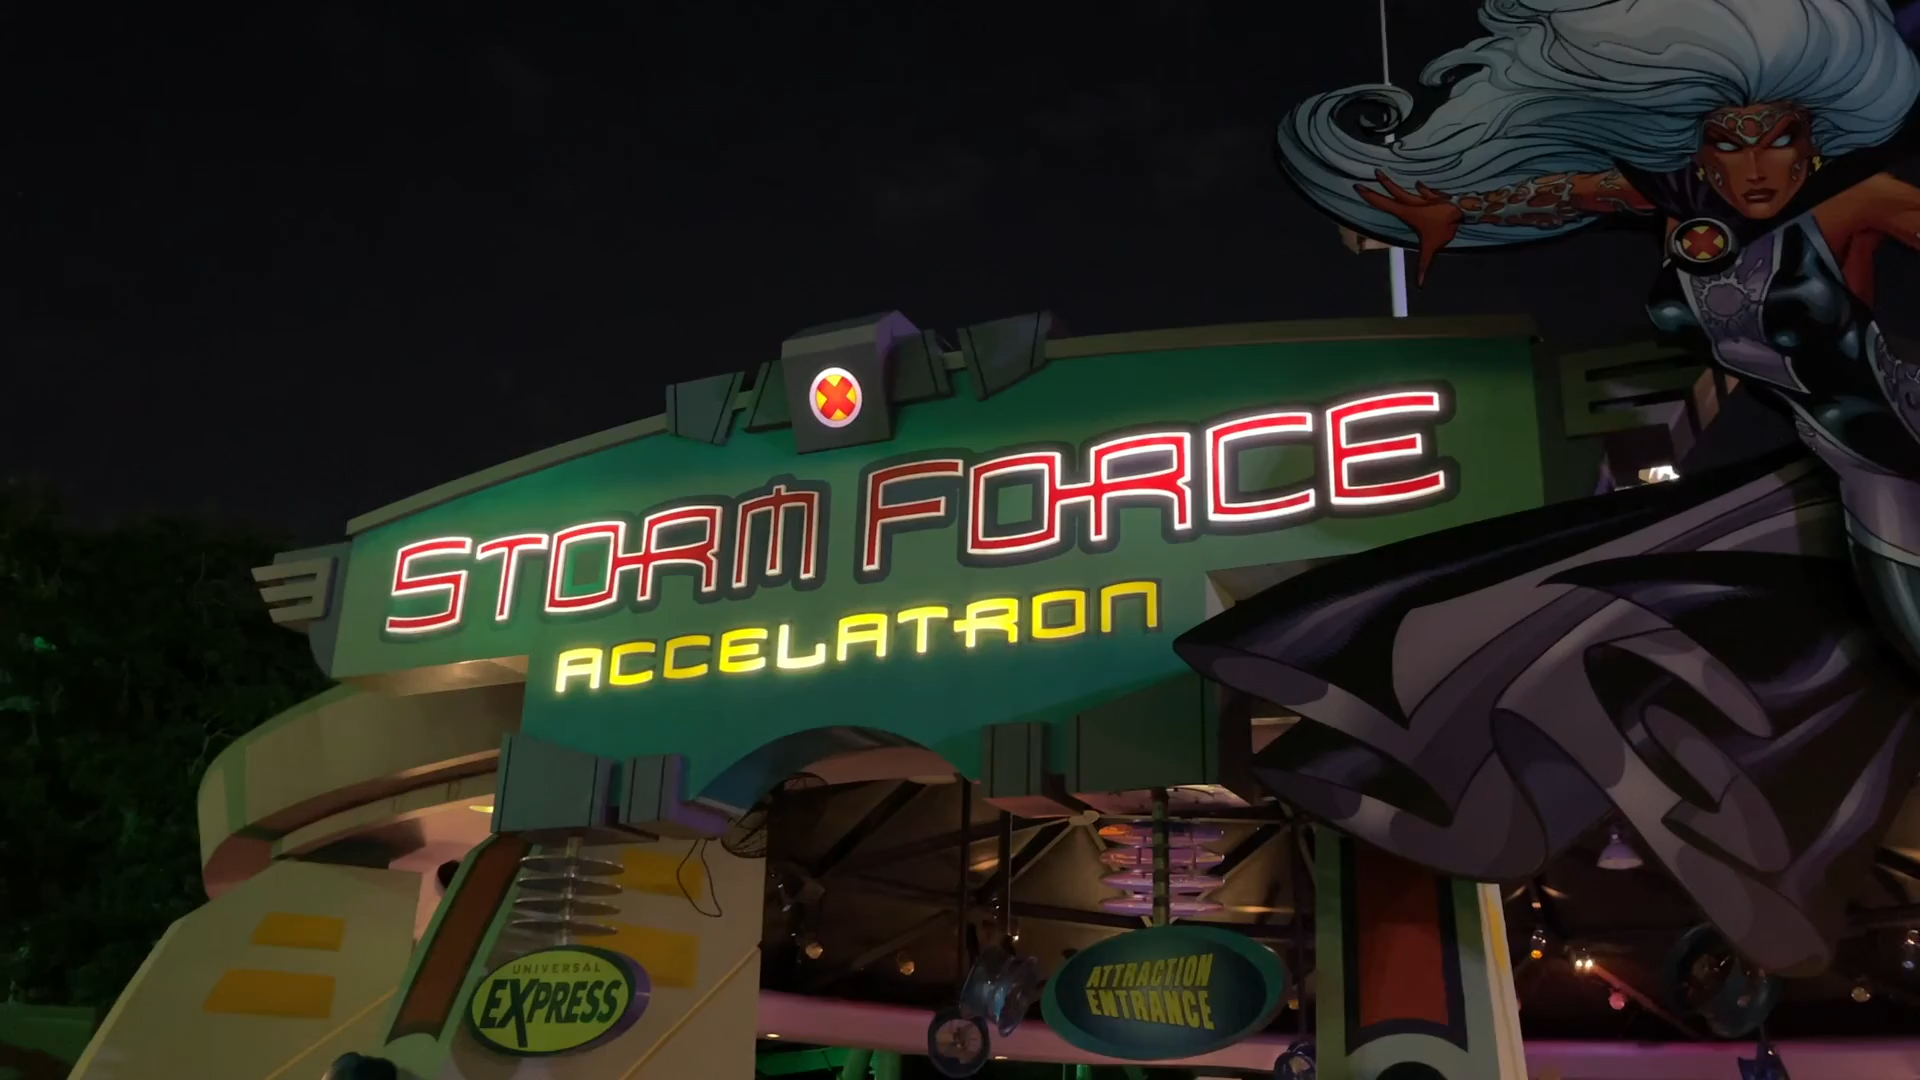 STORM FORCE
ACCELATRON
UNIVERSAL
EXPRESS
ATTRACTION
ENTRANCE